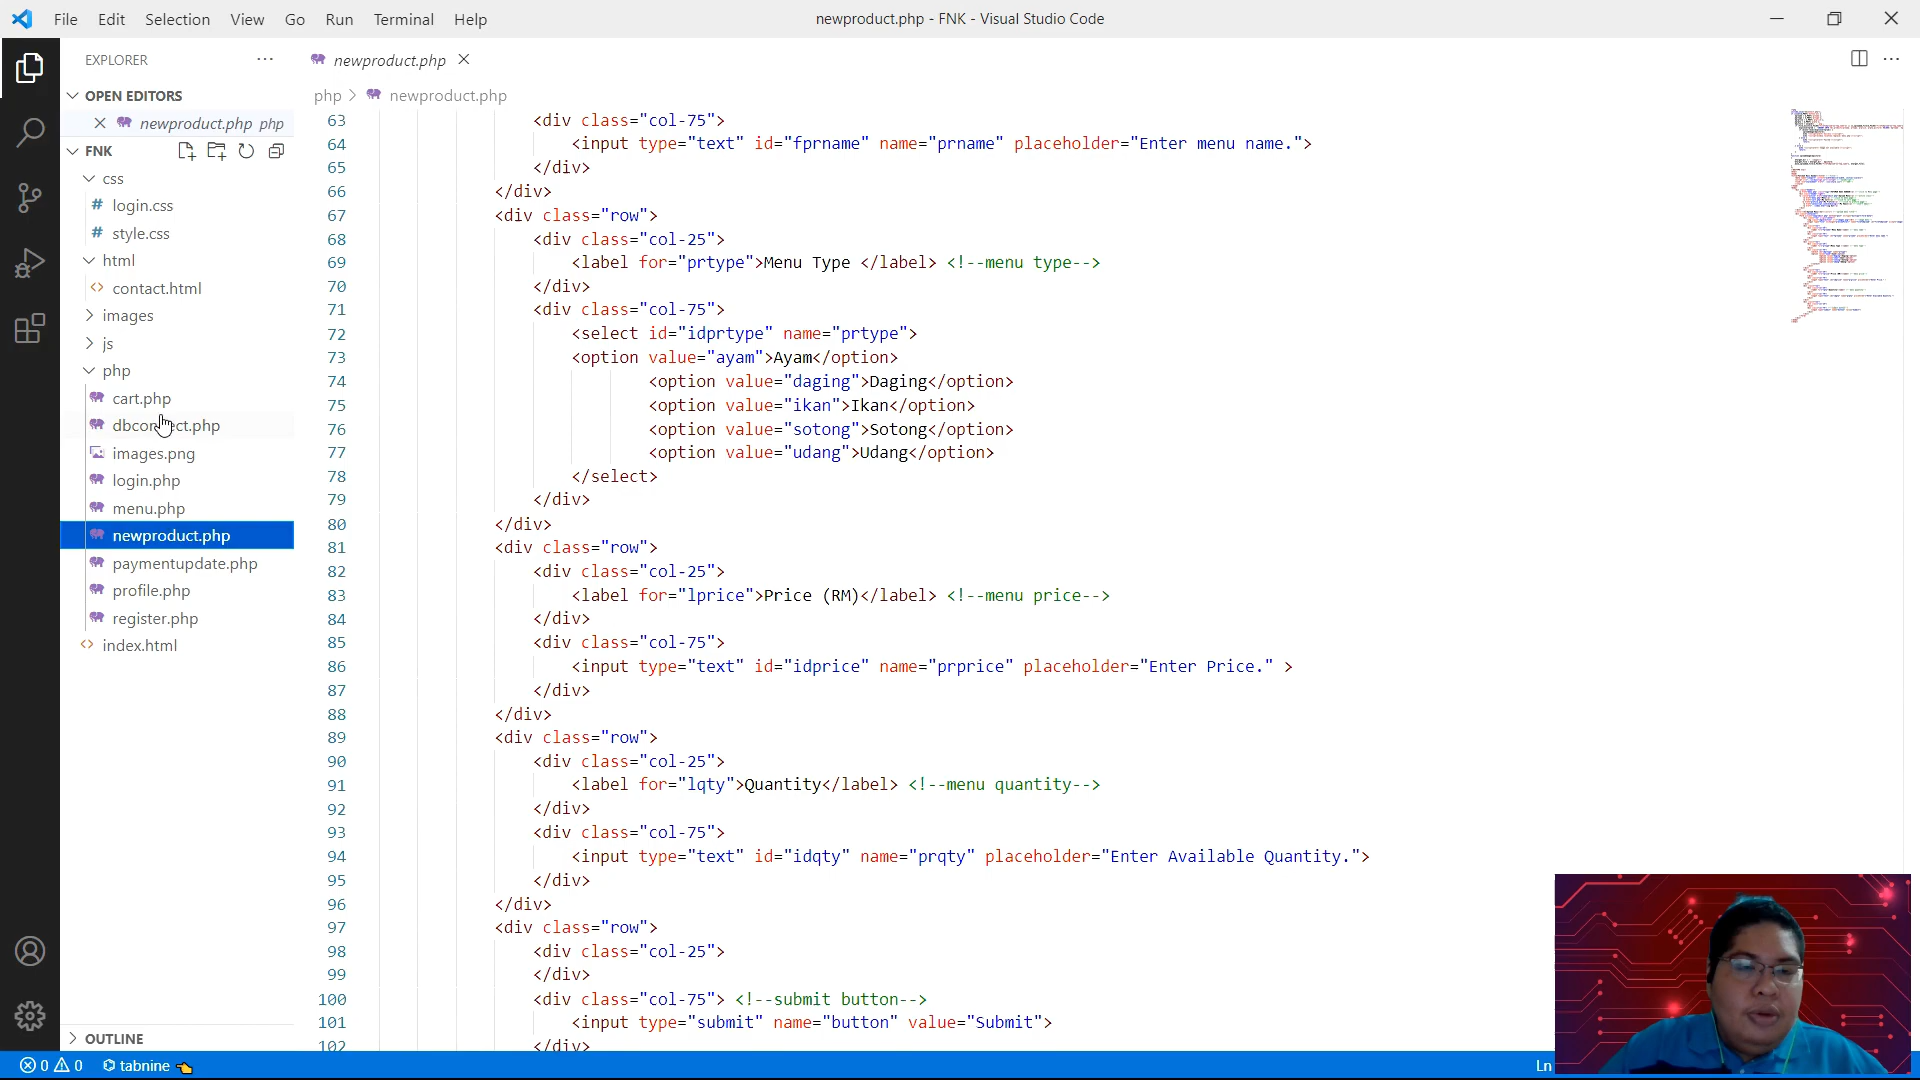 File Edit Selection View Go Run Terminal Help
newproduct.php - FNK - Visual Studio Code
EXPLORER
OPEN EDITORS
newproduct.php php
FNK
css
login.css
style.css
html
contact.html
images
js
php
cart.php
dbconnect.php
images.png
login.php
menu.php
newproduct.php
paymentupdate.php
profile.php
register.php
index.html
OUTLINE
newproduct.php
php > newproduct.php
63 <div class="col-75">
64 <input type="text" id="fprname" name="prname" placeholder="Enter menu name.">
65 </div>
66 </div>
67 <div class="row">
68 <div class="col-25">
69 <label for="prtype">Menu Type </label> <!--menu type-->
70 </div>
71 <div class="col-75">
72 <select id="idprtype" name="prtype">
73 <option value="ayam">Ayam</option>
74 <option value="daging">Daging</option>
75 <option value="ikan">Ikan</option>
76 <option value="sotong">Sotong</option>
77 <option value="udang">Udang</option>
78 </select>
79 </div>
80 </div>
81 <div class="row">
82 <div class="col-25">
83 <label for="lprice">Price (RM)</label> <!--menu price-->
84 </div>
85 <div class="col-75">
86 <input type="text" id="idprice" name="prprice" placeholder="Enter Price." >
87 </div>
88 </div>
89 <div class="row">
90 <div class="col-25">
91 <label for="lqty">Quantity</label> <!--menu quantity-->
92 </div>
93 <div class="col-75">
94 <input type="text" id="idqty" name="prqty" placeholder="Enter Available Quantity.">
95 </div>
96 </div>
97 <div class="row">
98 <div class="col-25">
99 </div>
100 <div class="col-75"> <!--submit button-->
101 <input type="submit" name="button" value="Submit">
102 </div>
0 0 tabnine
Ln